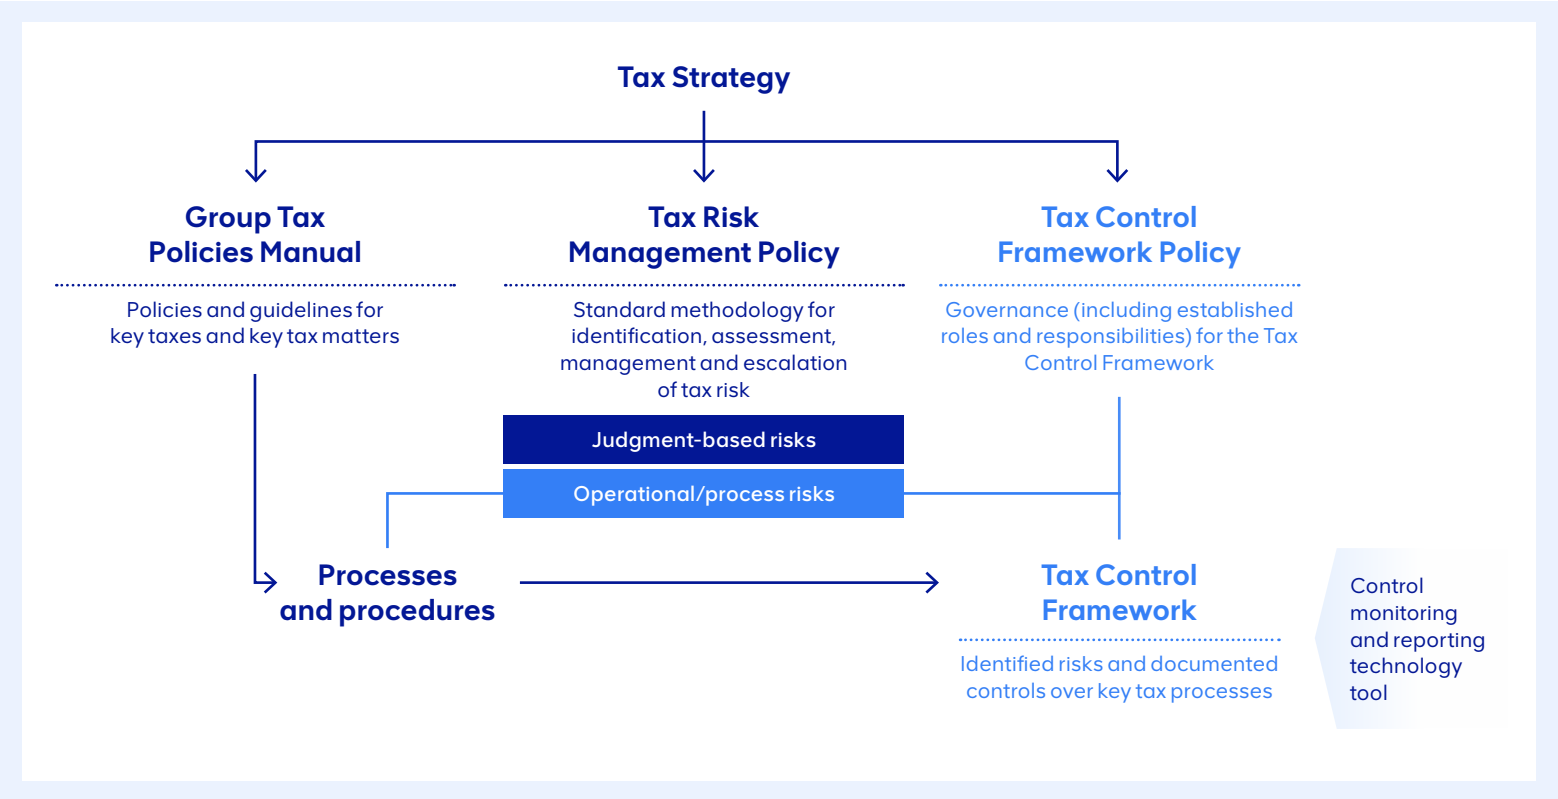 Tax Strategy
Group Tax
Policies Manual
Policies and guidelines for
key taxes and key tax matters
Tax Risk
Management Policy
Standard methodology for
identification, assessment,
management and escalation
of tax risk
Judgment-based risks
Operational/process risks
Tax Control
Framework Policy
Governance (including established
roles and responsibilities) for the Tax
Control Framework
Processes
and procedures
Tax Control
Framework
Identified risks and documented
controls over key tax processes
Control
monitoring
and reporting
technology
tool